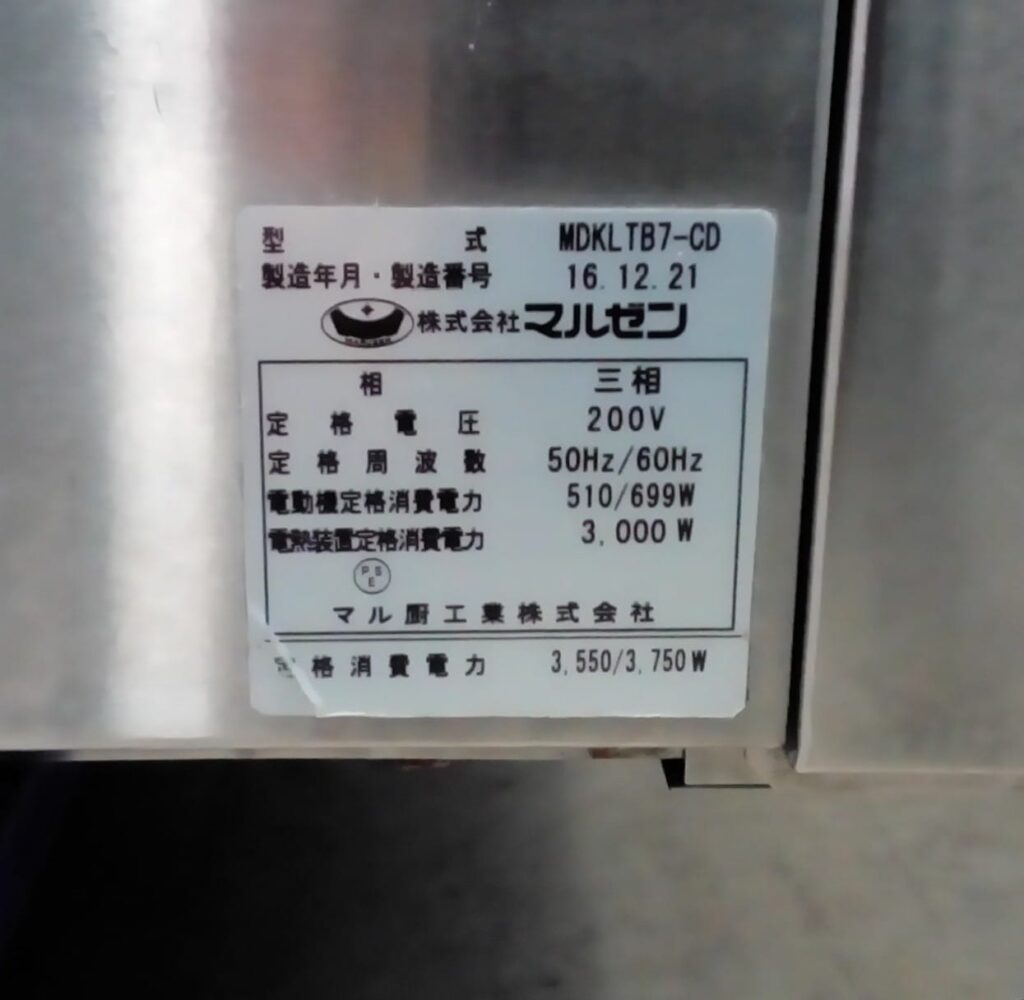 型式 MDKLTB7-CD
製造年月・製造番号 16.12.21
株式会社マルゼン
相 三相
定格電圧 200V
定格周波数 50Hz/60Hz
電動機定格消費電力 510/699W
電熱装置定格消費電力 3,000W
PSE
マル厨工業株式会社
定格消費電力 3,550/3,750W